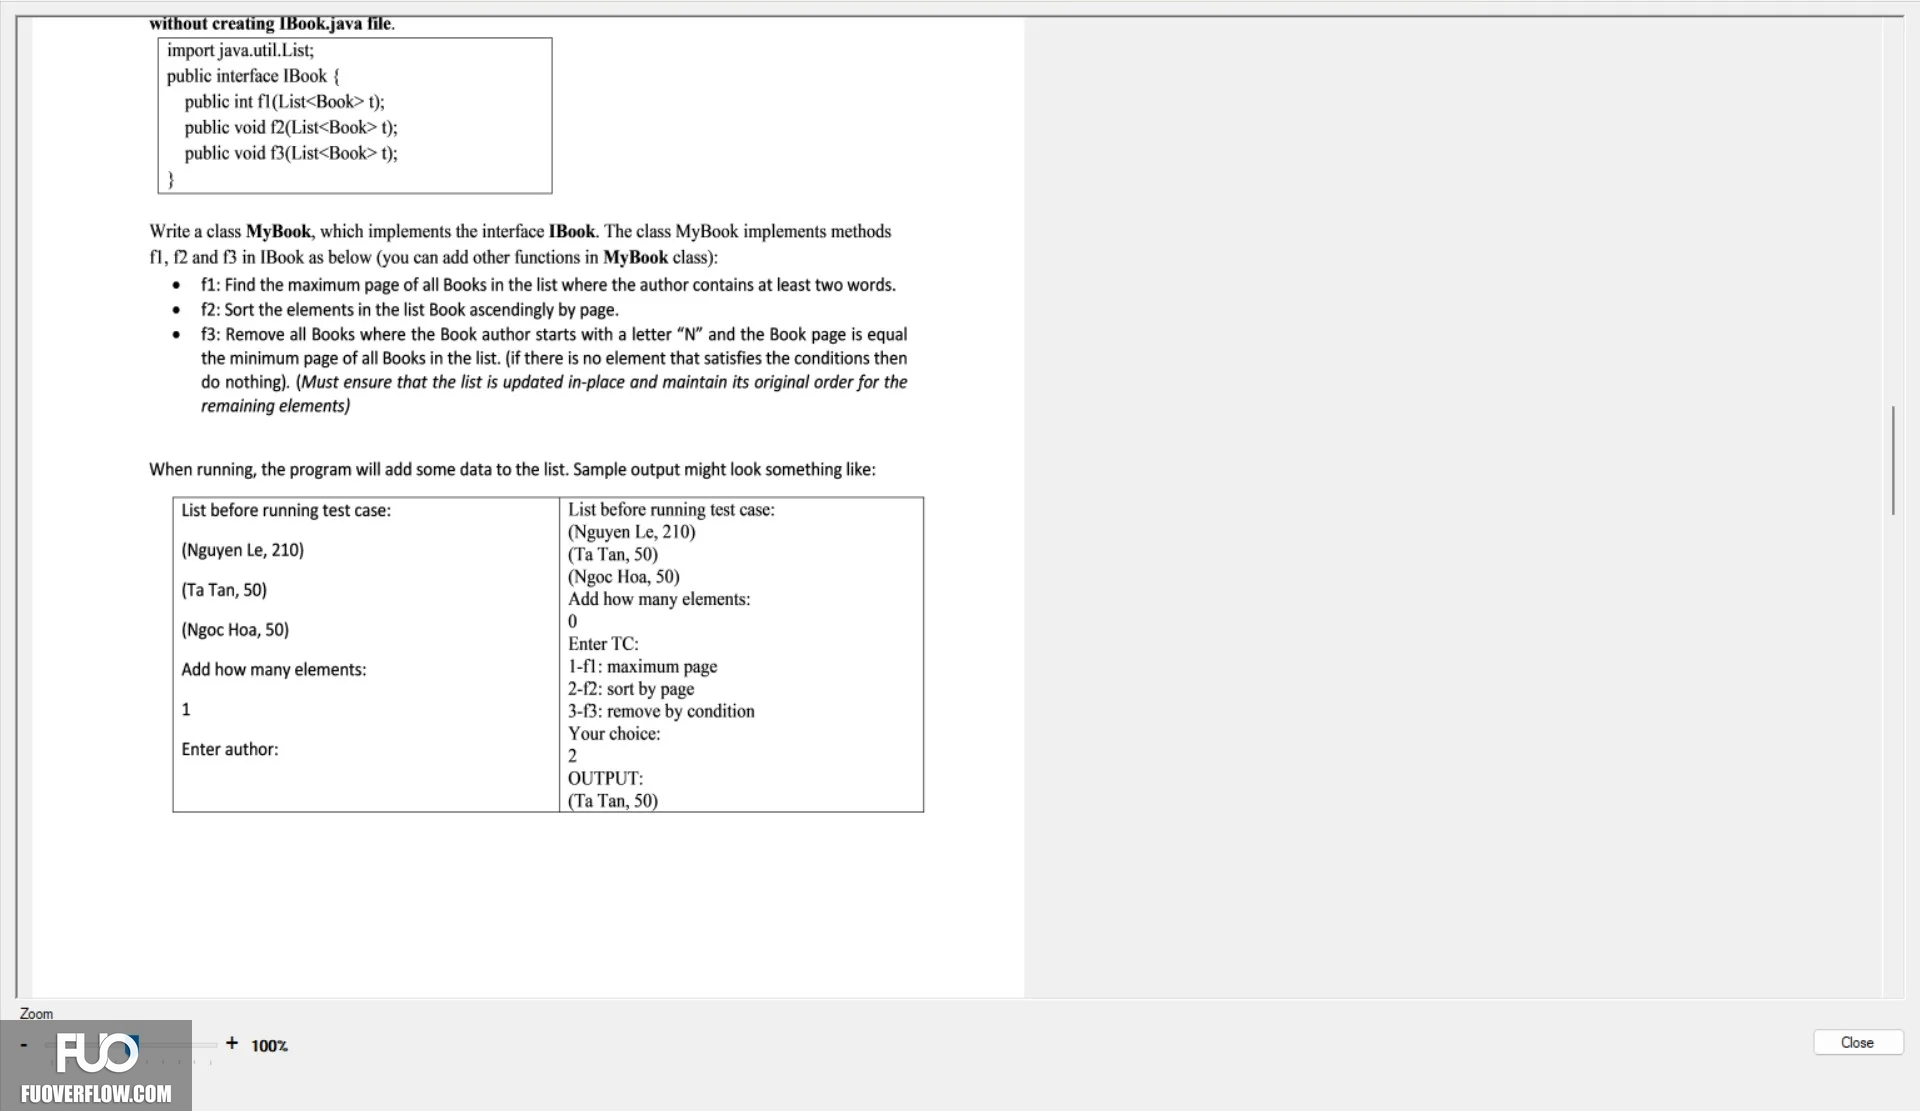 without creating IBook.java file.
import java.util.List;
public interface IBook {
public int f1(List<Book> t);
public void f2(List<Book> t);
public void f3(List<Book> t);
}
Write a class MyBook, which implements the interface IBook. The class MyBook implements methods
f1, f2 and f3 in IBook as below (you can add other functions in MyBook class):
• f1: Find the maximum page of all Books in the list where the author contains at least two words.
• f2: Sort the elements in the list Book ascendingly by page.
• f3: Remove all Books where the Book author starts with a letter “N” and the Book page is equal
the minimum page of all Books in the list. (if there is no element that satisfies the conditions then
do nothing). (Must ensure that the list is updated in-place and maintain its original order for the
remaining elements)
When running, the program will add some data to the list. Sample output might look something like:
List before running test case:
(Nguyen Le, 210)
(Ta Tan, 50)
(Ngoc Hoa, 50)
Add how many elements:
1
Enter author:
List before running test case:
(Nguyen Le, 210)
(Ta Tan, 50)
(Ngoc Hoa, 50)
Add how many elements:
0
Enter TC:
1-f1: maximum page
2-f2: sort by page
3-f3: remove by condition
Your choice:
2
OUTPUT:
(Ta Tan, 50)
Zoom
- + 100%
Close
FUO
FUOVERFLOW.COM